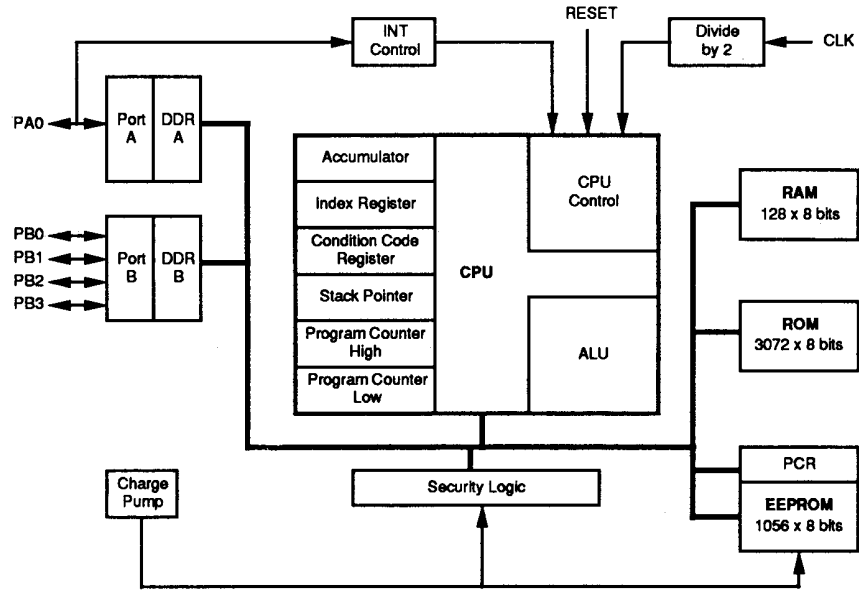 RESET
INT
Control
Divide
by 2
CLK
PA0
Port
A
DDR
A
PB0
PB1
PB2
PB3
Port
B
DDR
B
Accumulator
Index Register
Condition Code
Register
Stack Pointer
Program Counter
High
Program Counter
Low
CPU
CPU
Control
ALU
RAM
128 x 8 bits
ROM
3072 x 8 bits
PCR
EEPROM
1056 x 8 bits
Charge
Pump
Security Logic